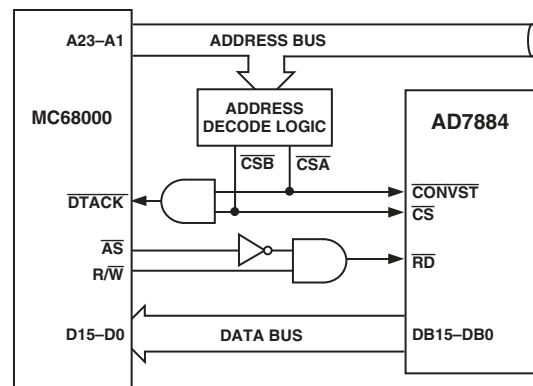 A23–A1
ADDRESS BUS
MC68000
ADDRESS
DECODE LOGIC
AD7884
CSB
CSA
DTACK
CONVST
CS
AS
R/W
RD
D15–D0
DATA BUS
DB15–DB0